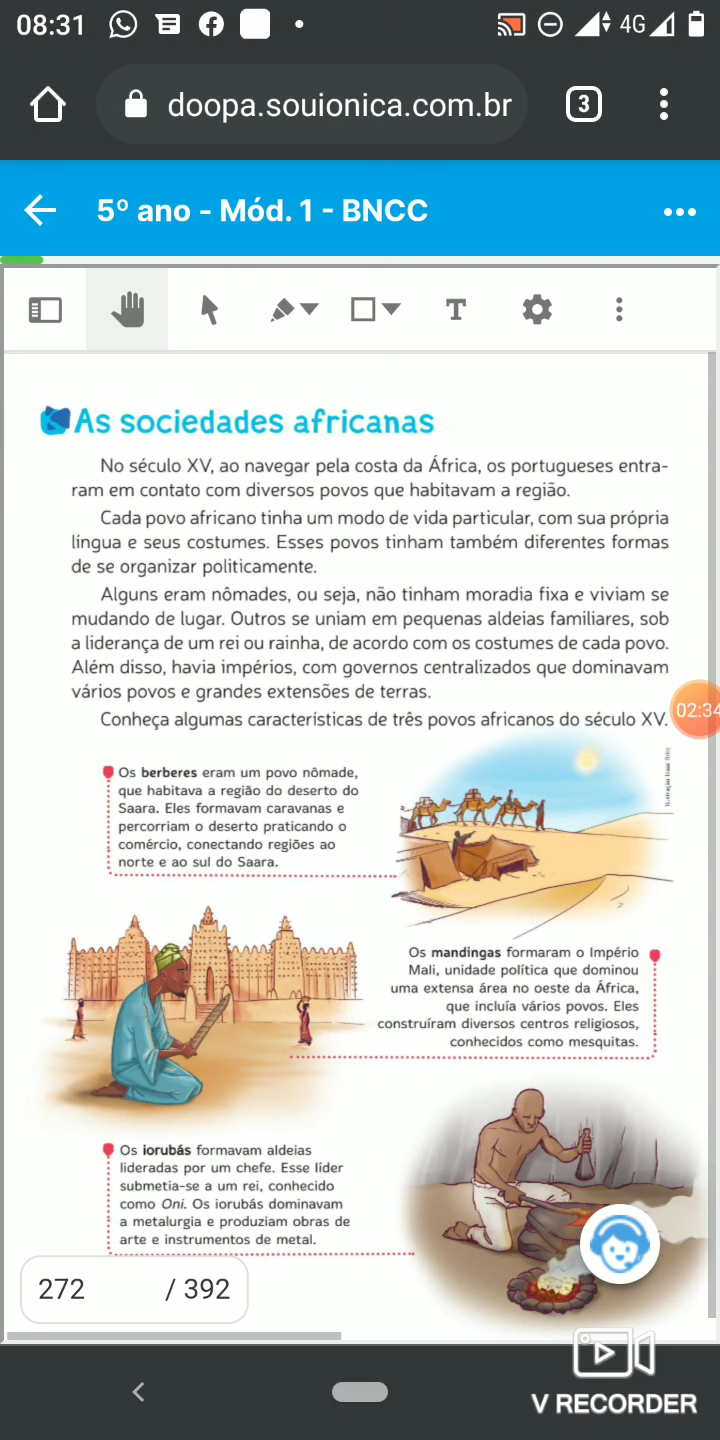 08:31
4G
doopa.souionica.com.br
3
5º ano - Mód. 1 - BNCC
T
As sociedades africanas
No século XV, ao navegar pela costa da África, os portugueses entra-
ram em contato com diversos povos que habitavam a região.
Cada povo africano tinha um modo de vida particular, com sua própria
língua e seus costumes. Esses povos tinham também diferentes formas
de se organizar politicamente.
Alguns eram nômades, ou seja, não tinham moradia fixa e viviam se
mudando de lugar. Outros se uniam em pequenas aldeias familiares, sob
a liderança de um rei ou rainha, de acordo com os costumes de cada povo.
Além disso, havia impérios, com governos centralizados que dominavam
vários povos e grandes extensões de terras.
Conheça algumas características de três povos africanos do século XV.
02:34
Os berberes eram um povo nômade,
que habitava a região do deserto do
Saara. Eles formavam caravanas e
percorriam o deserto praticando o
comércio, conectando regiões ao
norte e ao sul do Saara.
Os mandingas formaram o Império
Mali, unidade política que dominou
uma extensa área no oeste da África,
que incluía vários povos. Eles
construíram diversos centros religiosos,
conhecidos como mesquitas.
Os iorubás formavam aldeias
lideradas por um chefe. Esse líder
submetia-se a um rei, conhecido
como Oni. Os iorubás dominavam
a metalurgia e produziam obras de
arte e instrumentos de metal.
272 / 392
V RECORDER